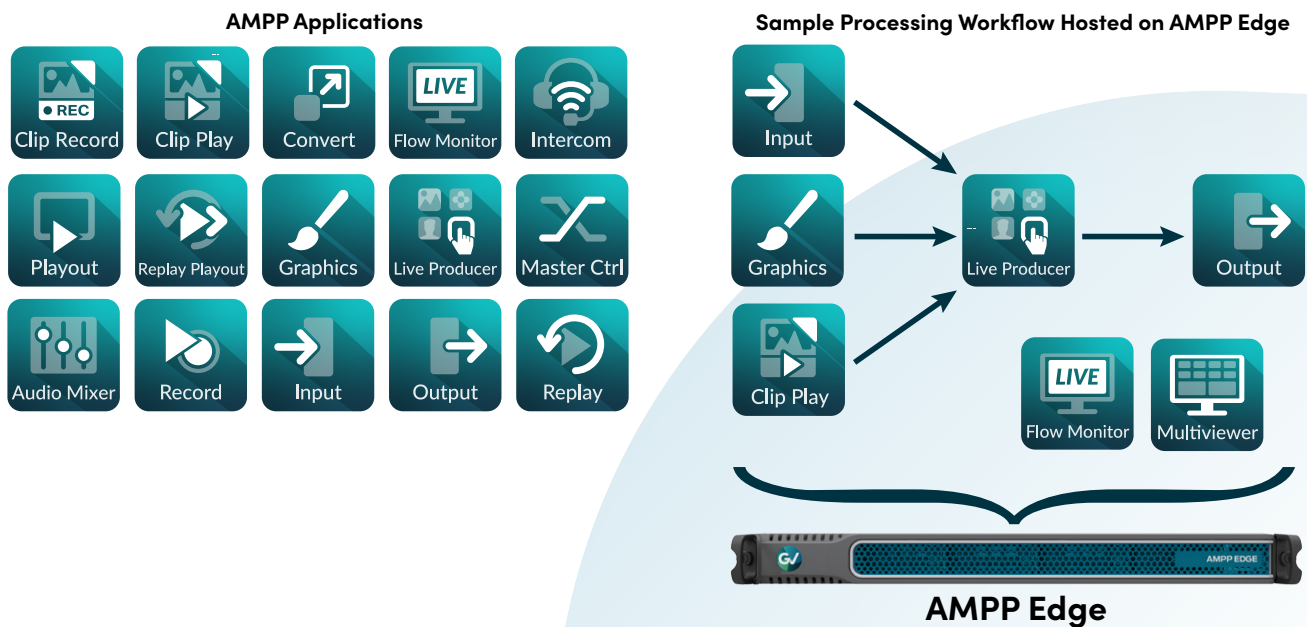 AMPP Applications
REC
Clip Record
Clip Play
Convert
LIVE
Flow Monitor
Intercom
Playout
Replay Playout
Graphics
Live Producer
Master Ctrl
Audio Mixer
Record
Input
Output
Replay
Sample Processing Workflow Hosted on AMPP Edge
Input
Graphics
Live Producer
Output
Clip Play
LIVE
Flow Monitor
Multiviewer
GV
AMPP EDGE
AMPP Edge